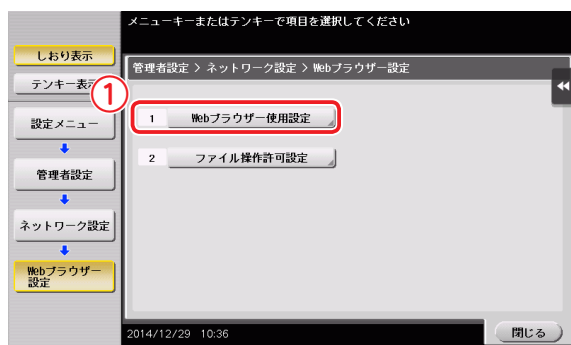 メニューキーまたはテンキーで項目を選択してください
しおり表示
テンキー表
①
設定メニュー
管理者設定
ネットワーク設定
Webブラウザー
設定
管理者設定 > ネットワーク設定 > Webブラウザー設定
1 Webブラウザー使用設定
2 ファイル操作許可設定
2014/12/29 10:36
閉じる